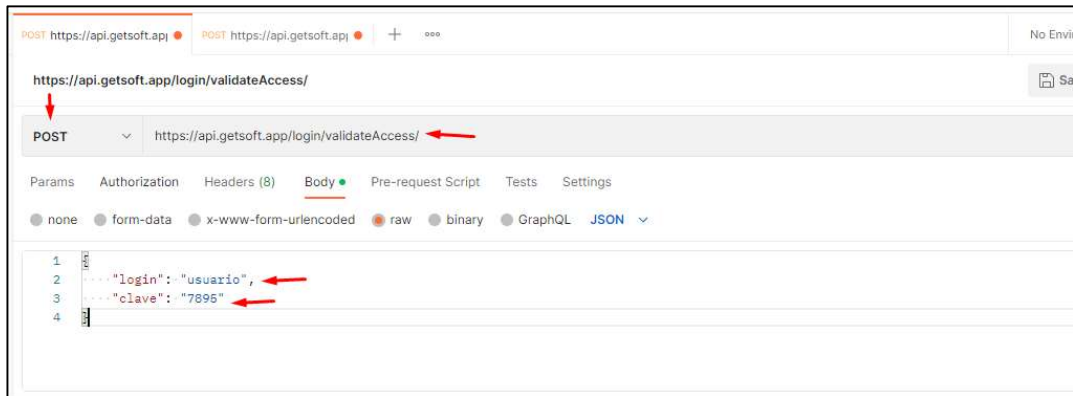 POST https://api.getsoft.ap POST https://api.getsoft.ap + ooo No Envi
https://api.getsoft.app/login/validateAccess/ Sa
POST https://api.getsoft.app/login/validateAccess/
Params Authorization Headers (8) Body Pre-request Script Tests Settings
none form-data x-www-form-urlencoded raw binary GraphQL JSON
1 {
2 "login": "usuario",
3 "clave": "7895"
4 }